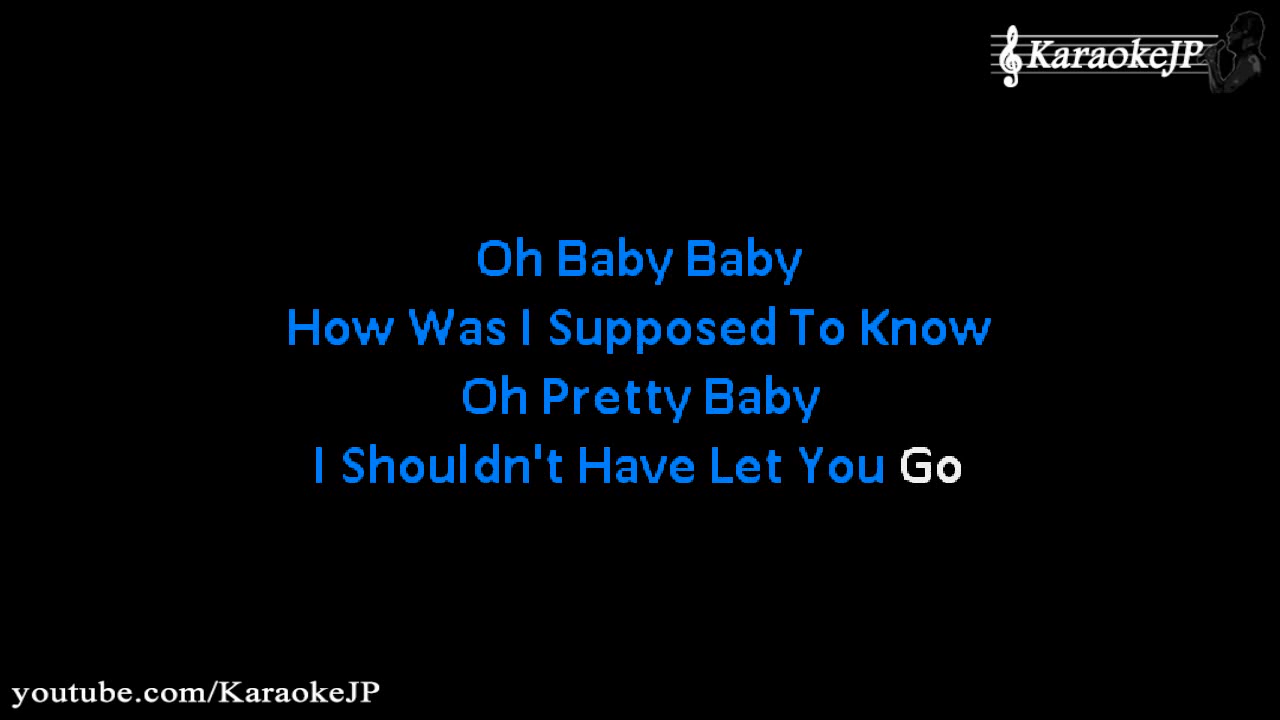 KaraokeJP
Oh Baby Baby
How Was I Supposed To Know
Oh Pretty Baby
I Shouldn't Have Let You Go
youtube.com/KaraokeJP